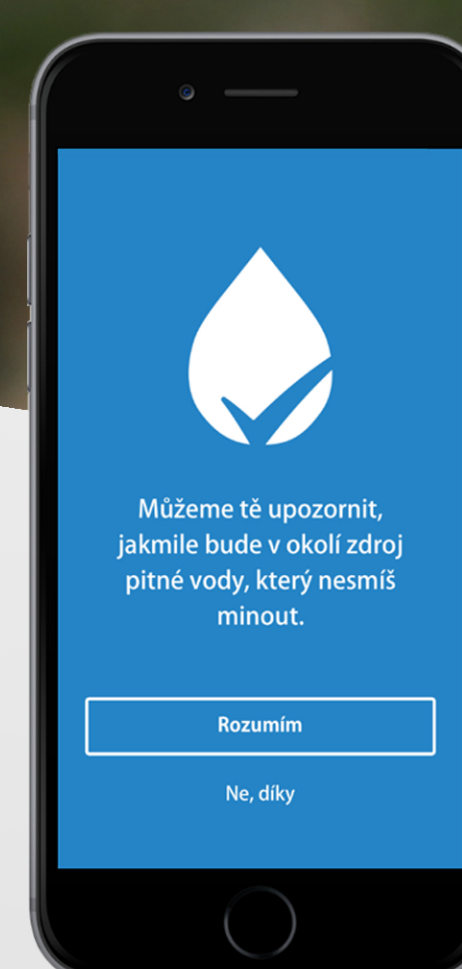 Můžeme tě upozornit,
jakmile bude v okolí zdroj
pitné vody, který nesmíš
minout.
Rozumím
Ne, díky